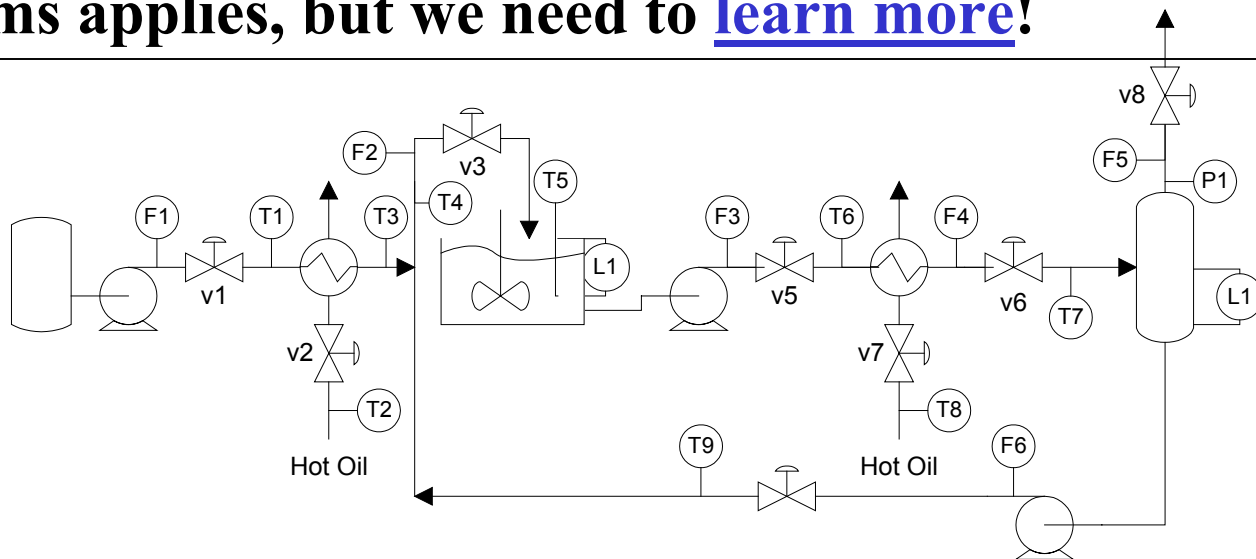 ms applies, but we need to learn more!
v8
F2
v3
F5
T5
P1
T4
F1
T1
T3
F3
T6
F4
L1
v1
v5
v6
L1
T7
v2
v7
T2
T8
Hot Oil
Hot Oil
T9
F6